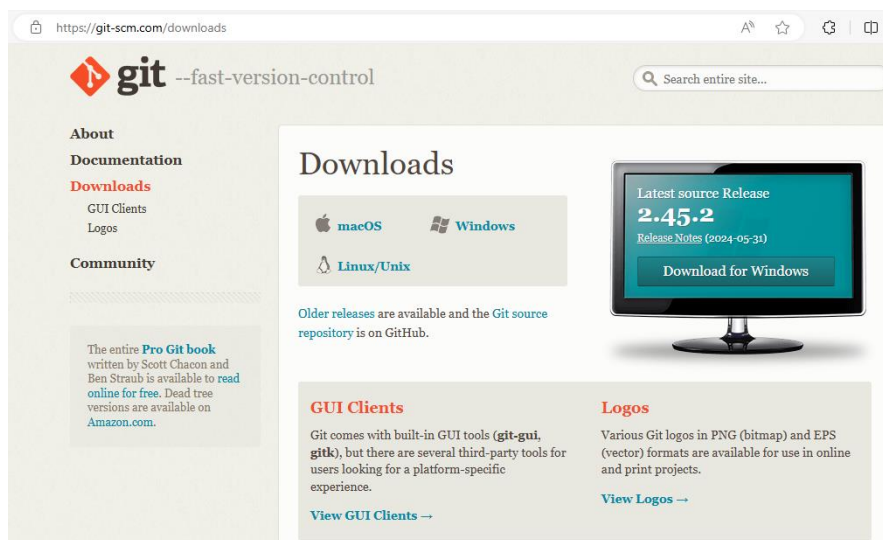 https://git-scm.com/downloads
git --fast-version-control
Search entire site...
About
Documentation
Downloads
GUI Clients
Logos
Community
The entire Pro Git book
written by Scott Chacon and
Ben Straub is available to read
online for free. Dead tree
versions are available on
Amazon.com.
Downloads
macOS
Windows
Linux/Unix
Older releases are available and the Git source
repository is on GitHub.
Latest source Release
2.45.2
Release Notes (2024-05-31)
Download for Windows
GUI Clients
Git comes with built-in GUI tools (git-gui,
gitk), but there are several third-party tools for
users looking for a platform-specific
experience.
View GUI Clients →
Logos
Various Git logos in PNG (bitmap) and EPS
(vector) formats are available for use in online
and print projects.
View Logos →